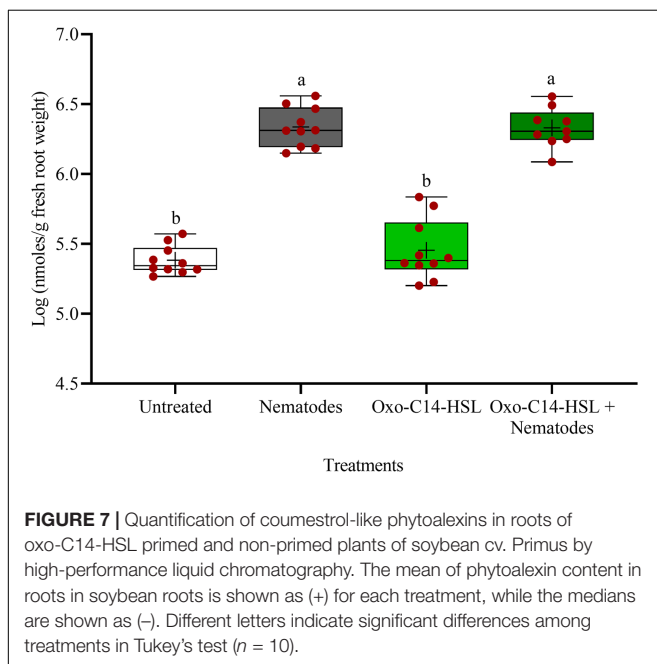 7.0
a
a
6.5
6.0
b
b
5.5
5.0
4.5
Log (nmoles/g fresh root weight)
Untreated
Nematodes
Oxo-C14-HSL
Oxo-C14-HSL +
Nematodes
Treatments
FIGURE 7 | Quantification of coumestrol-like phytoalexins in roots of
oxo-C14-HSL primed and non-primed plants of soybean cv. Primus by
high-performance liquid chromatography. The mean of phytoalexin content in
roots in soybean roots is shown as (+) for each treatment, while the medians
are shown as (–). Different letters indicate significant differences among
treatments in Tukey's test (n = 10).